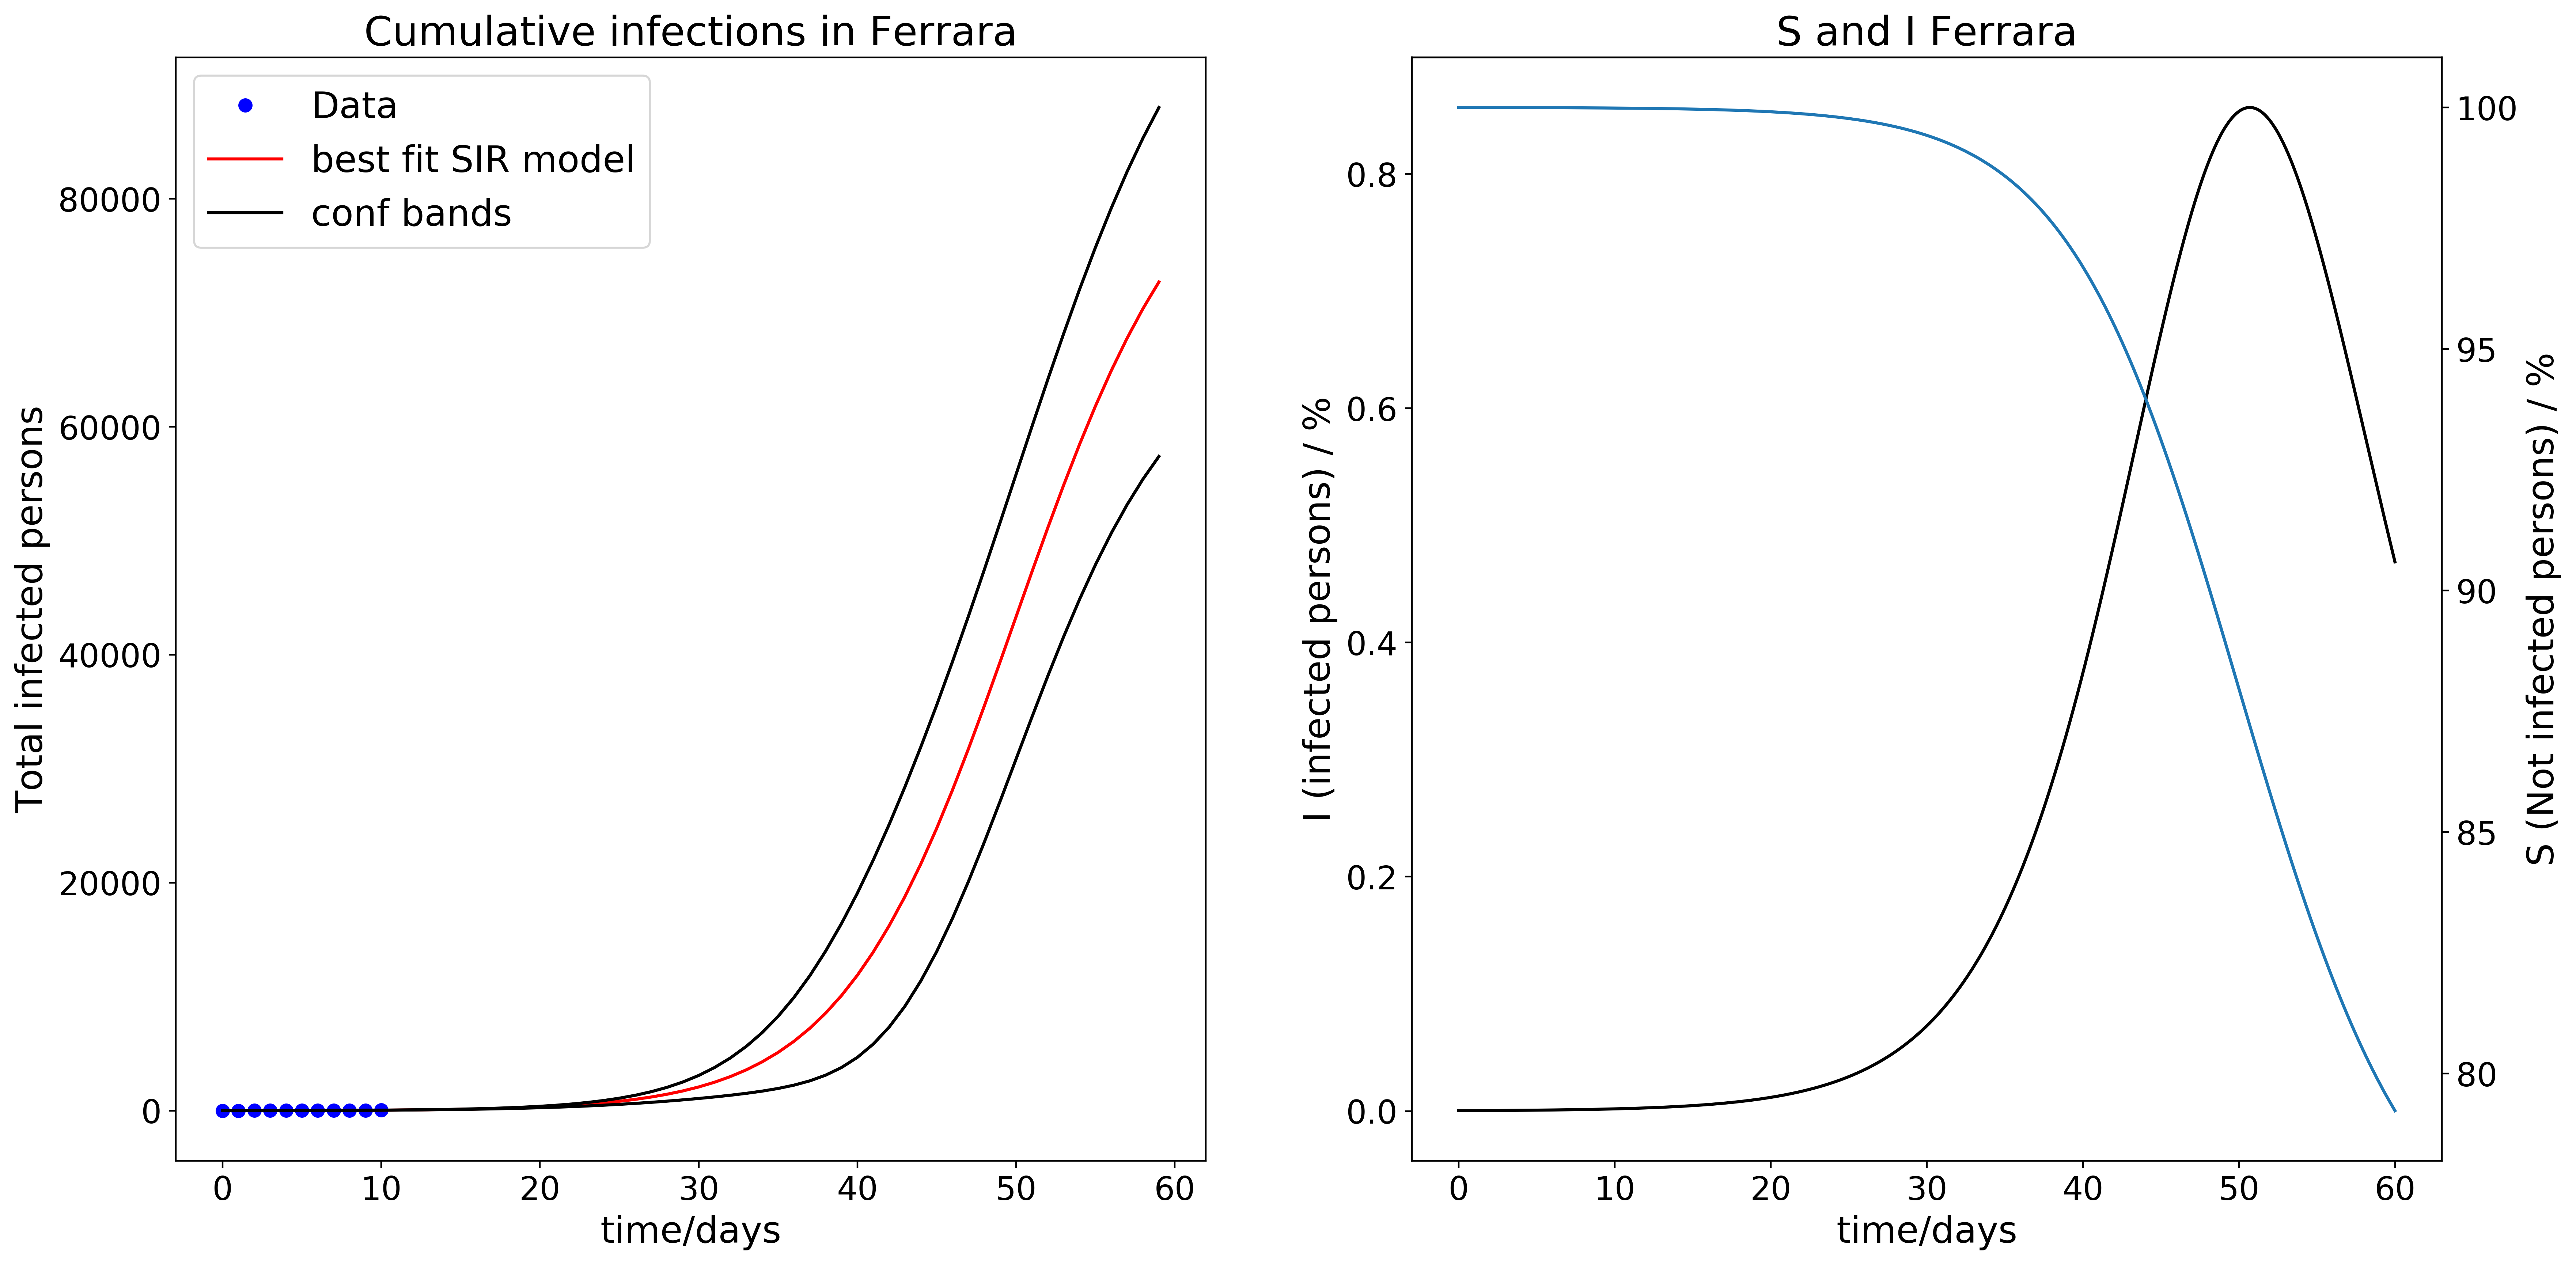 Cumulative infections in Ferrara
Data
best fit SIR model
conf bands
Total infected persons
80000
60000
40000
20000
0
0 10 20 30 40 50 60
time/days
S and I Ferrara
I (infected persons) / %
0.8
0.6
0.4
0.2
0.0
100
95
90
85
80
S (Not infected persons) / %
0 10 20 30 40 50 60
time/days